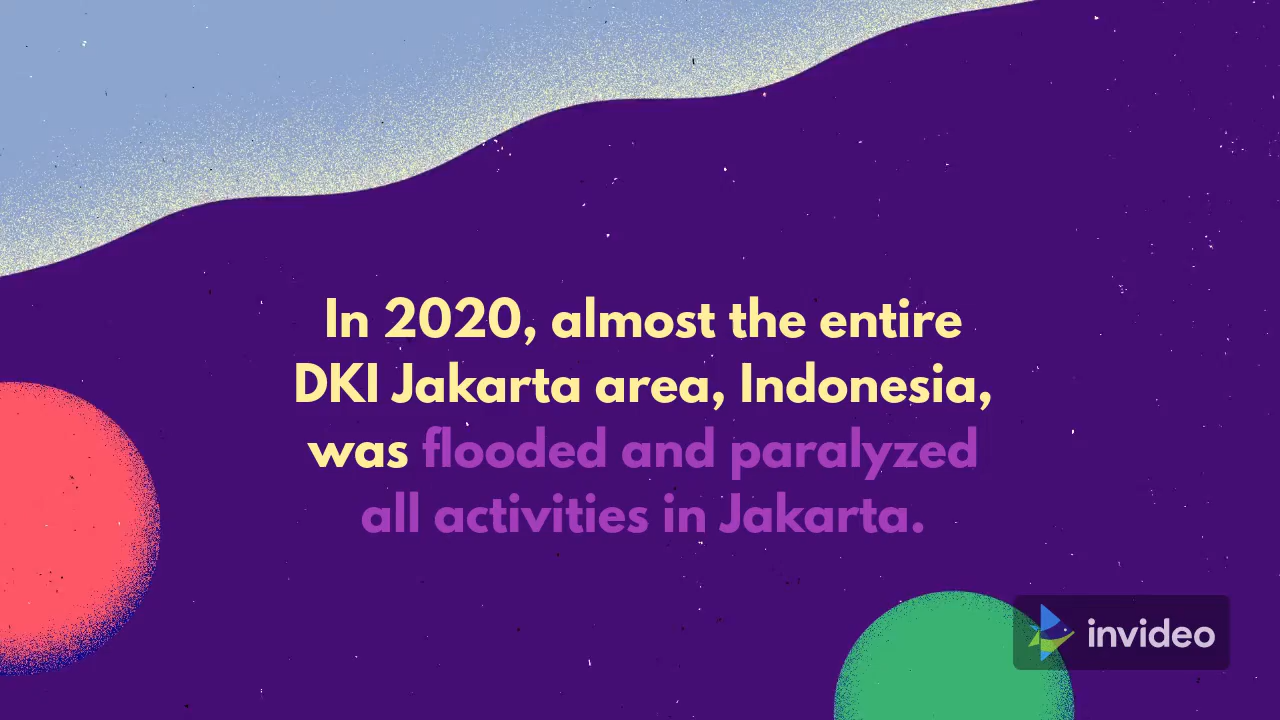 In 2020, almost the entire
DKI Jakarta area, Indonesia,
was flooded and paralyzed
all activities in Jakarta.
invideo